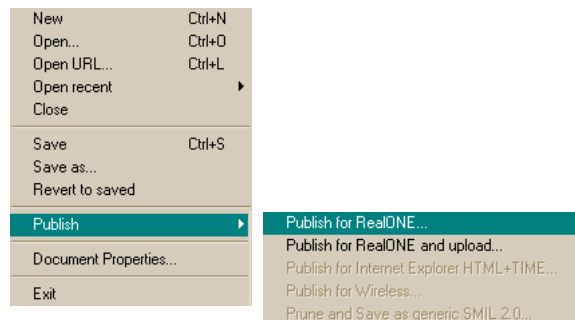 New Ctrl+N
Open... Ctrl+O
Open URL... Ctrl+L
Open recent
Close
Save Ctrl+S
Save as...
Revert to saved
Publish
Document Properties...
Exit
Publish for RealONE...
Publish for RealONE and upload...
Publish for Internet Explorer HTML+TIME...
Publish for Wireless...
Prune and Save as generic SMIL 2.0...